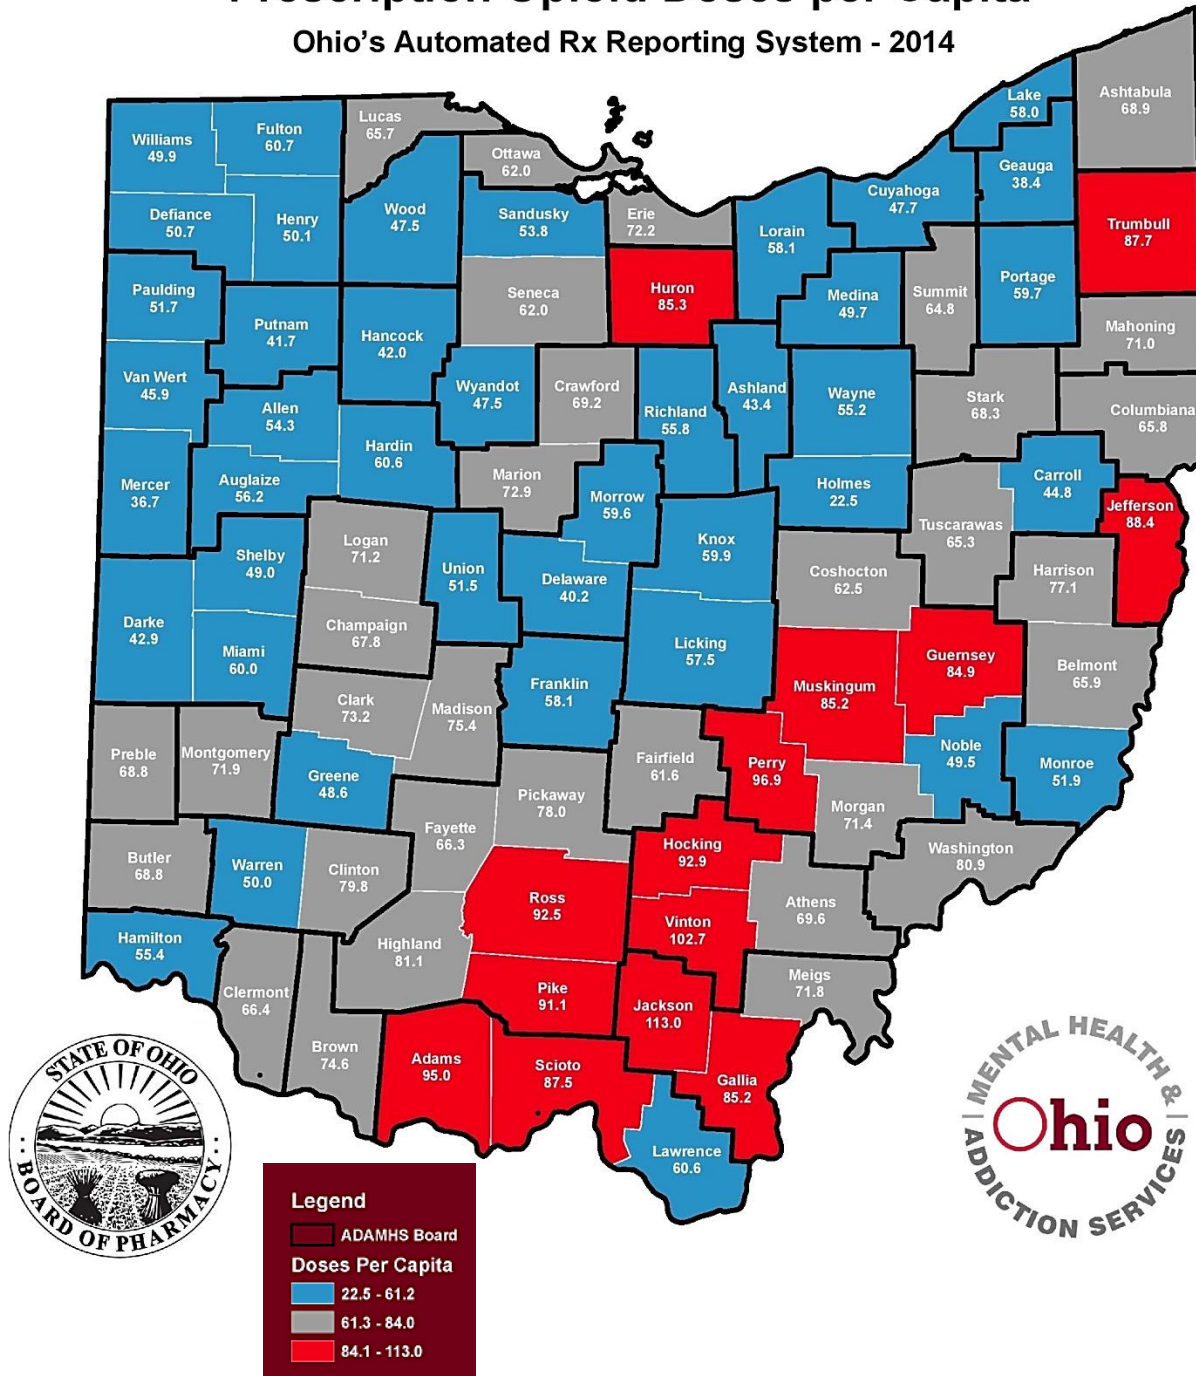 Prescription Opioid Doses per Capita
Ohio's Automated Rx Reporting System - 2014
Williams
49.9
Fulton
60.7
Lucas
65.7
Ottawa
62.0
Lake
58.0
Ashtabula
68.9
Geauga
38.4
Cuyahoga
47.7
Defiance
50.7
Henry
50.1
Wood
47.5
Sandusky
53.8
Erie
72.2
Lorain
58.1
Trumbull
87.7
Paulding
51.7
Putnam
41.7
Hancock
42.0
Seneca
62.0
Huron
85.3
Medina
49.7
Summit
64.8
Portage
59.7
Mahoning
71.0
Van Wert
45.9
Allen
54.3
Wyandot
47.5
Crawford
69.2
Richland
55.8
Ashland
43.4
Wayne
55.2
Stark
68.3
Columbiana
65.8
Mercer
36.7
Auglaize
56.2
Hardin
60.6
Marion
72.9
Morrow
59.6
Holmes
22.5
Carroll
44.8
Jefferson
88.4
Shelby
49.0
Logan
71.2
Union
51.5
Delaware
40.2
Knox
59.9
Coshocton
62.5
Tuscarawas
65.3
Harrison
77.1
Darke
42.9
Miami
60.0
Champaign
67.8
Licking
57.5
Muskingum
85.2
Guernsey
84.9
Belmont
65.9
Clark
73.2
Madison
75.4
Franklin
58.1
Preble
68.8
Montgomery
71.9
Greene
48.6
Pickaway
78.0
Fairfield
61.6
Perry
96.9
Morgan
71.4
Noble
49.5
Monroe
51.9
Butler
68.8
Warren
50.0
Clinton
79.8
Fayette
66.3
Hocking
92.9
Washington
80.9
Ross
92.5
Vinton
102.7
Athens
69.6
Hamilton
55.4
Highland
81.1
Clermont
66.4
Pike
91.1
Jackson
113.0
Meigs
71.8
Brown
74.6
Adams
95.0
Scioto
87.5
Gallia
85.2
Lawrence
60.6
STATE OF OHIO
BOARD OF PHARMACY
MENTAL HEALTH &
Ohio
ADDICTION SERVICES
Legend
ADAMHS Board
Doses Per Capita
22.5 - 61.2
61.3 - 84.0
84.1 - 113.0